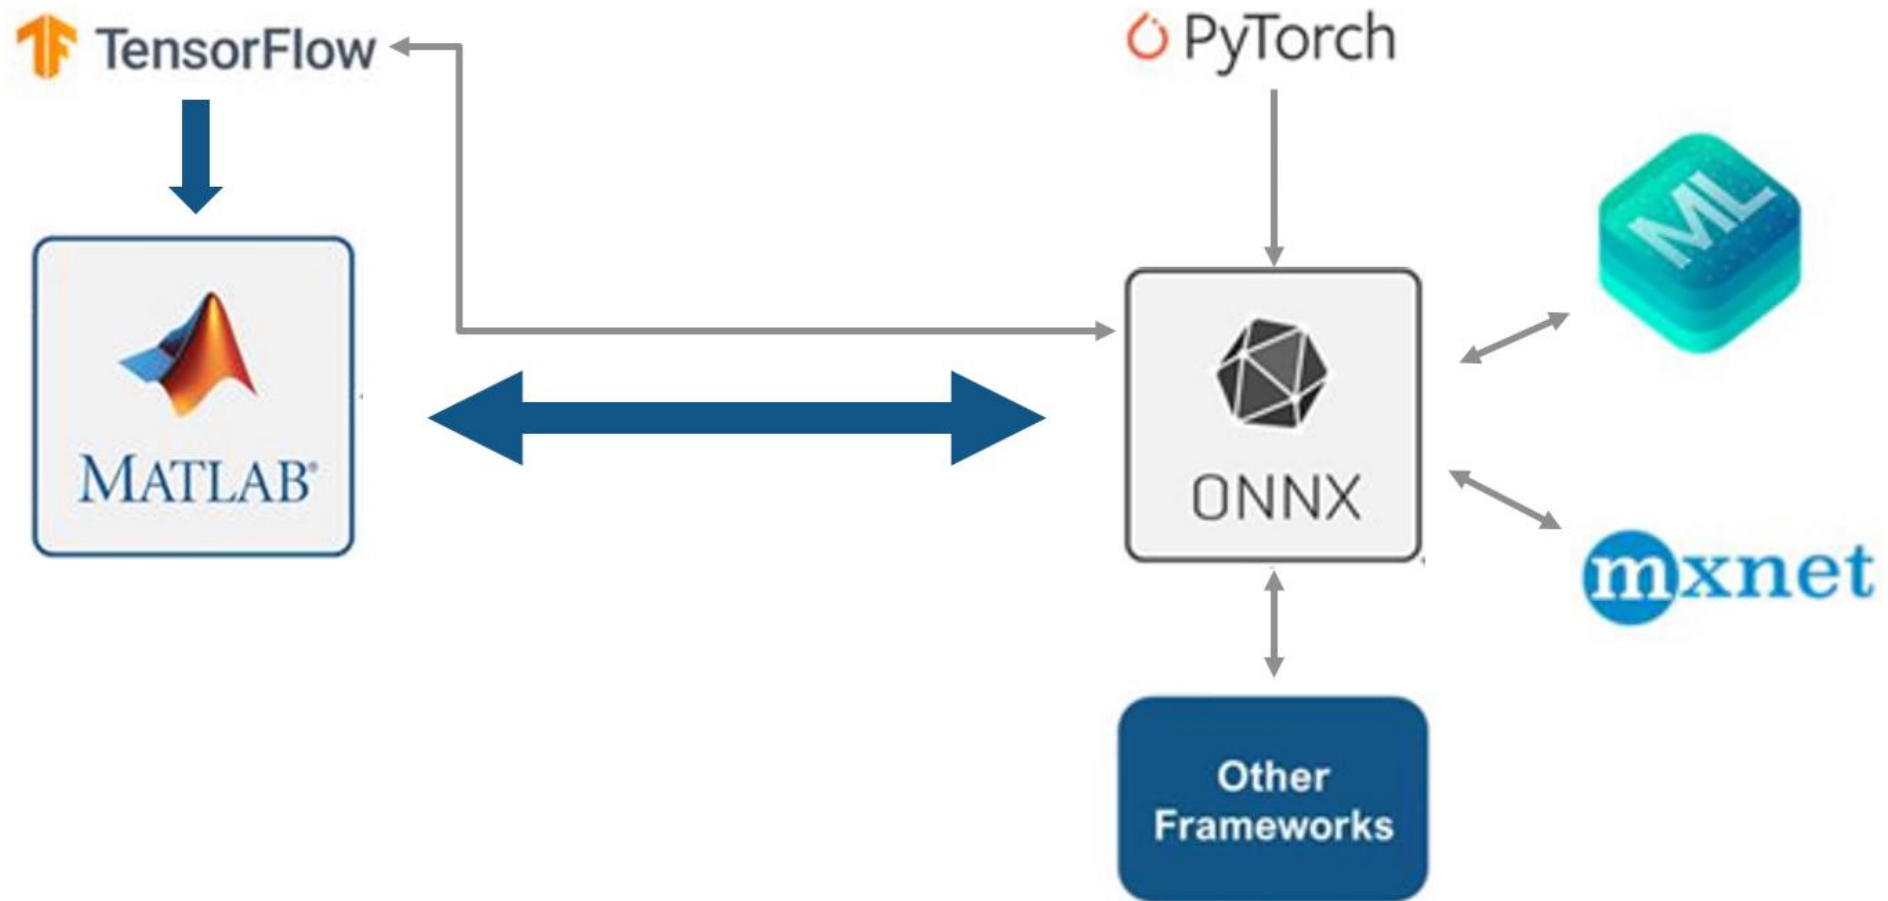 TensorFlow
PyTorch
ML
MATLAB®
ONNX
mxnet
Other
Frameworks